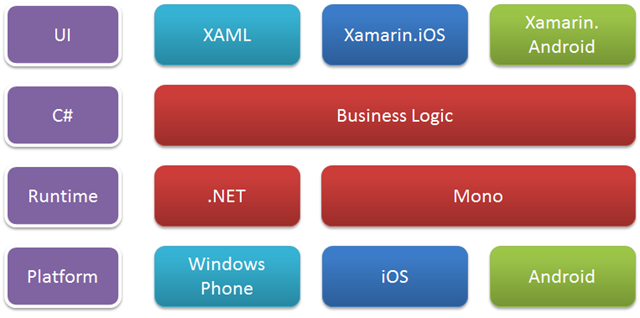 UI
XAML
Xamarin.iOS
Xamarin.
Android
C#
Business Logic
Runtime
.NET
Mono
Platform
Windows
Phone
iOS
Android